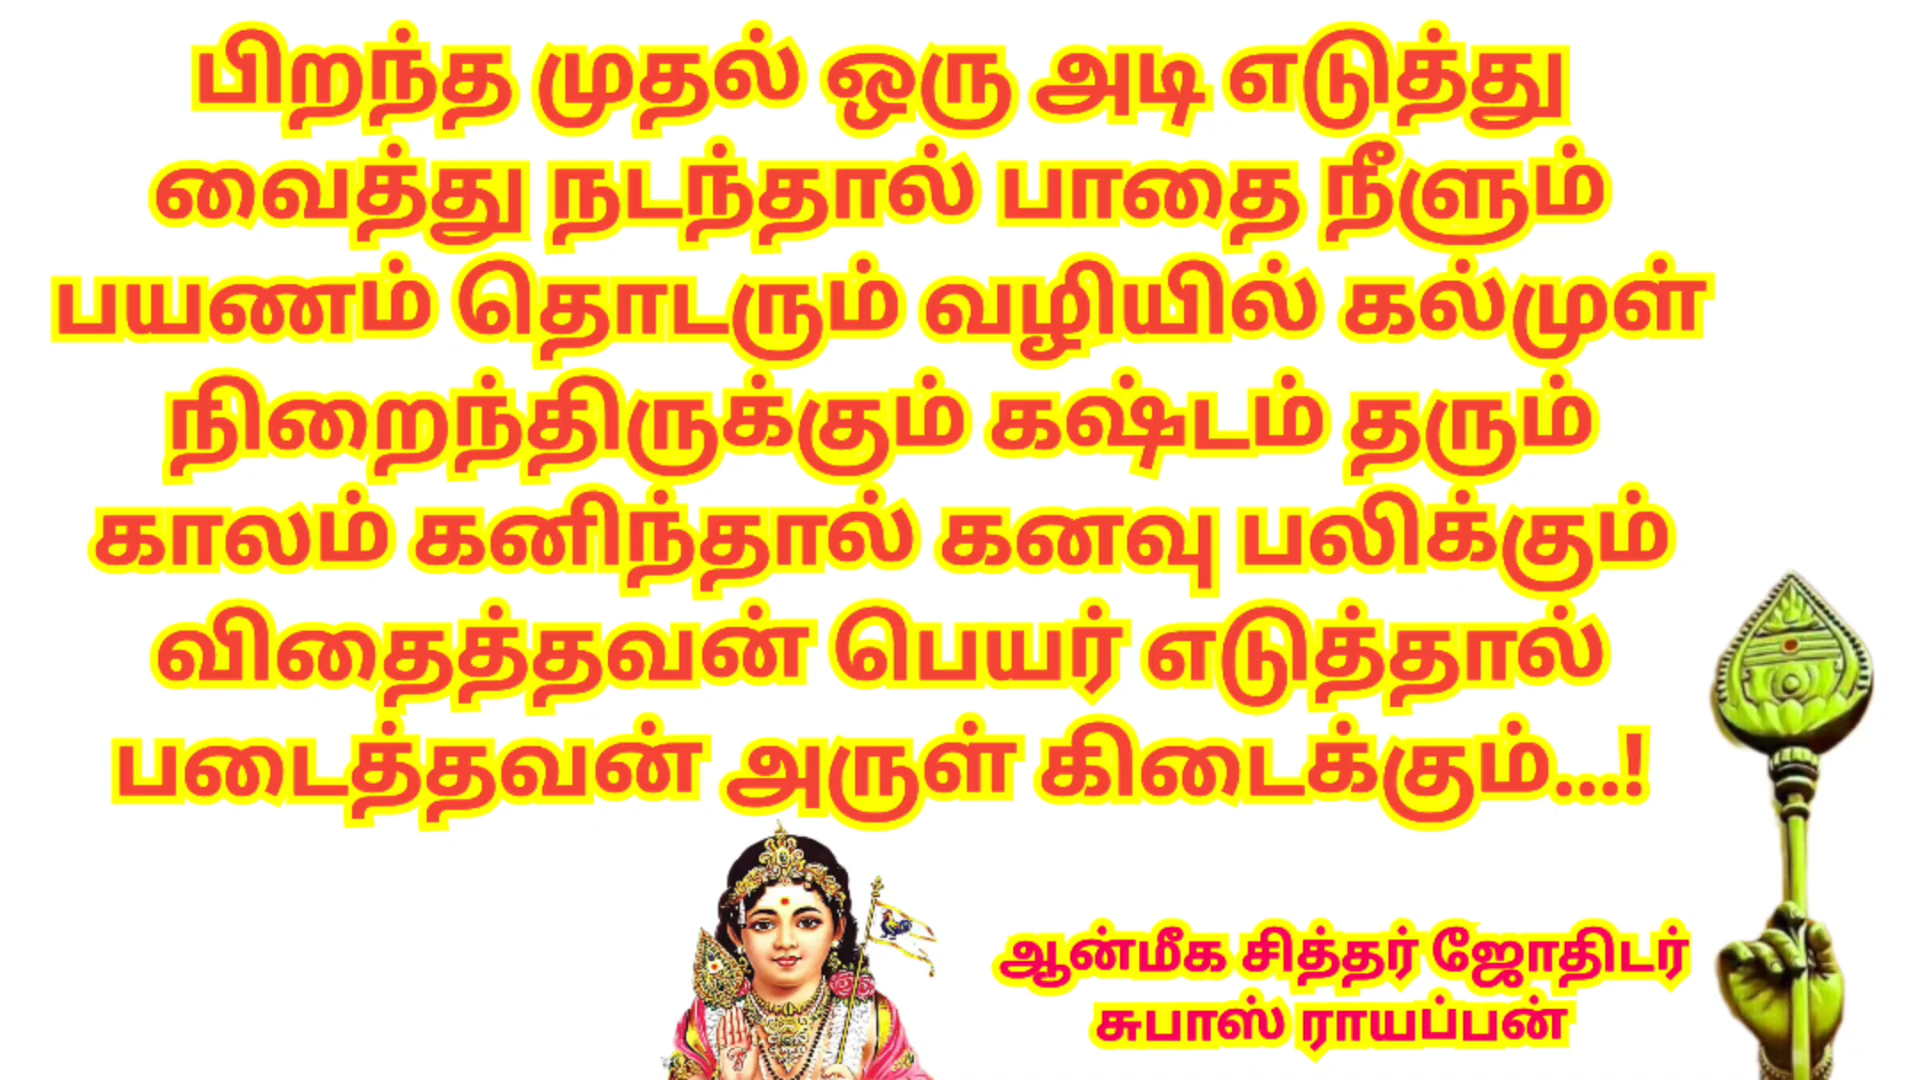 பிறந்த முதல் ஒரு அடி எடுத்து
வைத்து நடந்தால் பாதை நீளும்
பயணம் தொடரும் வழியில் கல்முள்
நிறைந்திருக்கும் கஷ்டம் தரும்
காலம் கனிந்தால் கனவு பலிக்கும்
விதைத்தவன் பெயர் எடுத்தால்
படைத்தவன் அருள் கிடைக்கும்...!
ஆன்மீக சித்தர் ஜோதிடர்
சுபாஸ் ராயப்பன்